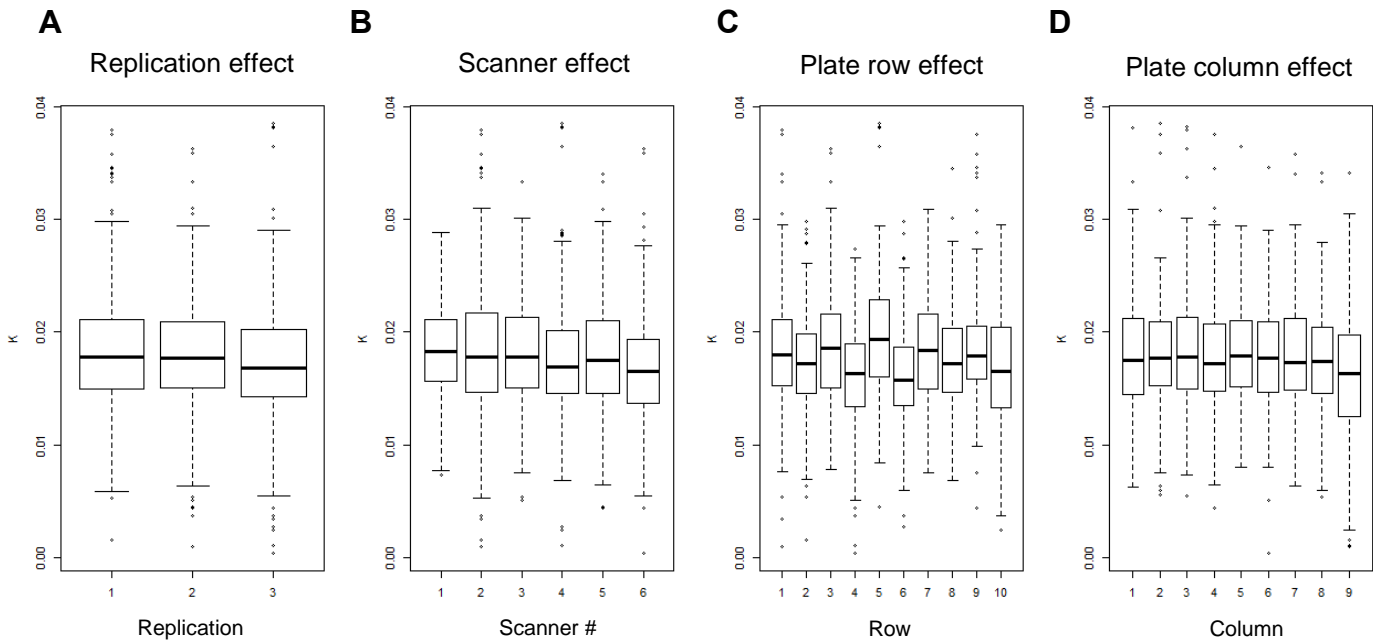 A
Replication effect
0.04
0.03
0.02
0.01
0.00
K
1 2 3
Replication
B
Scanner effect
0.04
0.03
0.02
0.01
0.00
K
1 2 3 4 5 6
Scanner #
C
Plate row effect
0.04
0.03
0.02
0.01
0.00
K
1 2 3 4 5 6 7 8 9 10
Row
D
Plate column effect
0.04
0.03
0.02
0.01
0.00
K
1 2 3 4 5 6 7 8 9
Column